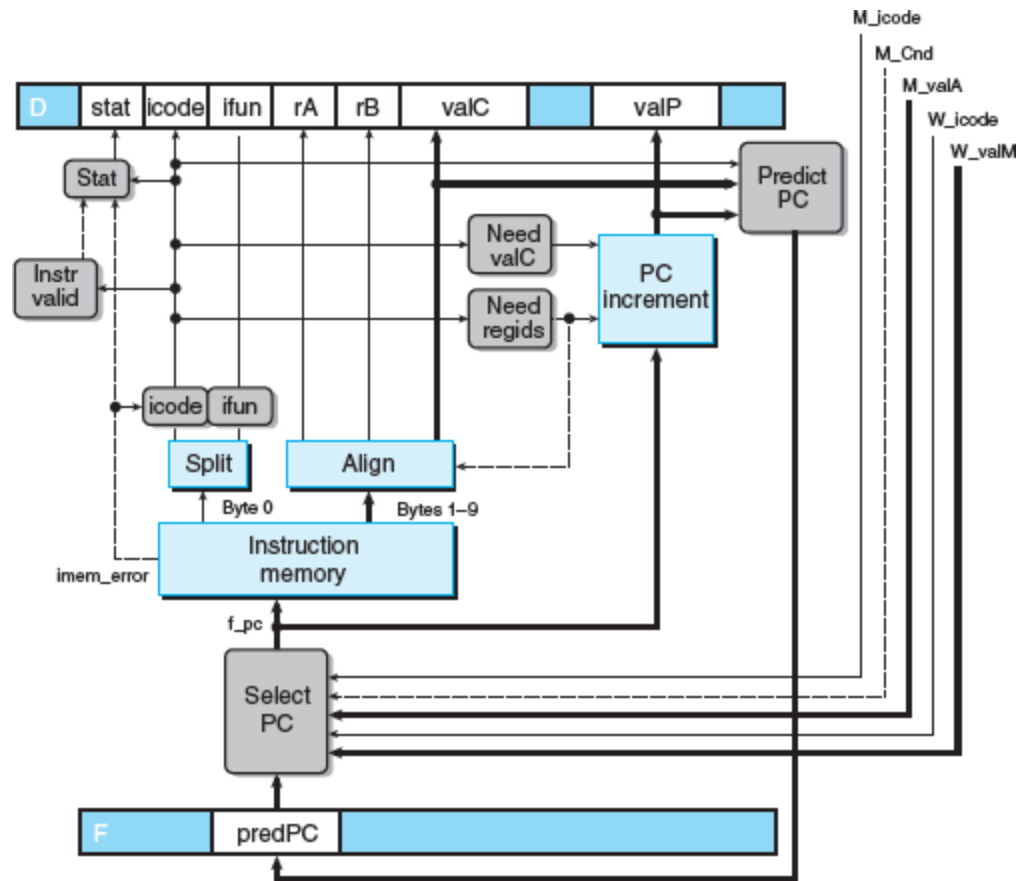 M_icode
M_Cnd
M_valA
W_icode
W_valM
D stat icode ifun rA rB valC valP
Stat
Predict
PC
Need
valC
PC
increment
Instr
valid
Need
regids
icode ifun
Split
Align
Byte 0
Bytes 1–9
Instruction
memory
imem_error
f_pc
Select
PC
F predPC